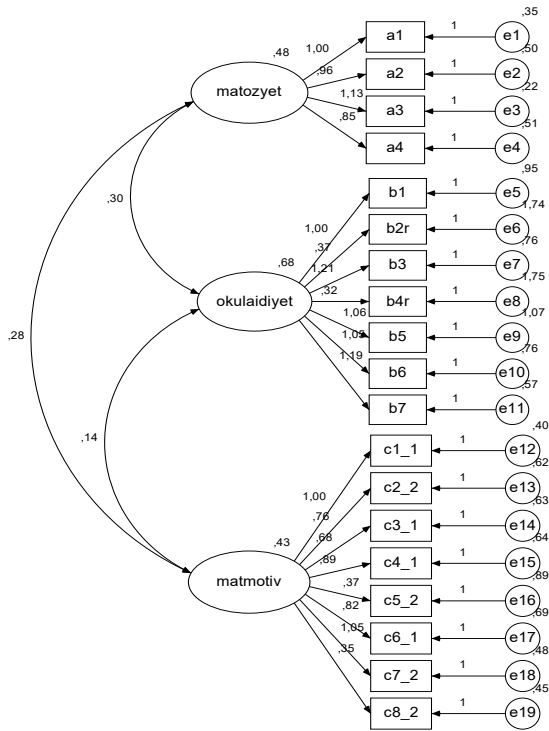 ,35
,48 1,00 a1 1 e1 ,50
,96 a2 1 e2 ,22
matozyet
1,13 a3 1 e3 ,51
,85 a4 1 e4 ,95
,30
b1 1 e5 1,74
1,00 b2r 1 e6 ,76
,37
,68 1,21 b3 1 e7 1,75
okulaidiyet ,32 b4r 1 e8 1,07
,28
1,06 b5 1 e9 ,76
1,05
1,19 b6 1 e10 ,57
b7 1 e11
,14
,40
c1_1 1 e12 ,62
1,00 c2_2 1 e13 ,63
,76
,43 ,68 c3_1 1 e14 ,64
,89 c4_1 1 e15 ,89
matmotiv
,37 c5_2 1 e16 ,69
,82
1,05 c6_1 1 e17 ,48
,35
c7_2 1 e18 ,45
c8_2 1 e19